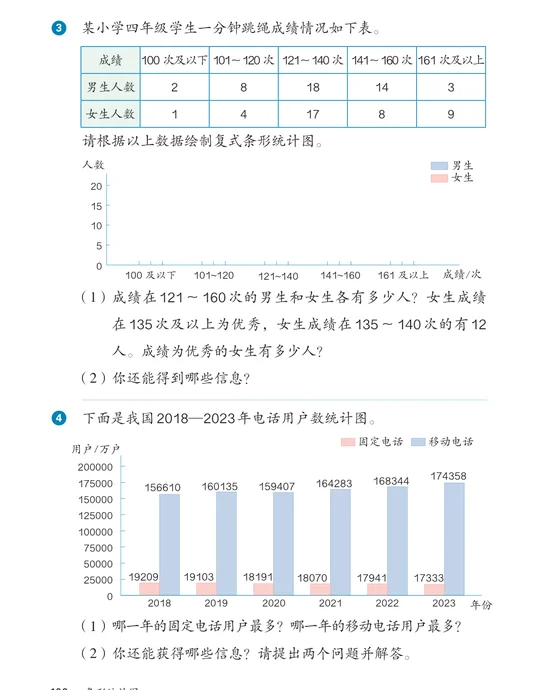 3 某小学四年级学生一分钟跳绳成绩情况如下表。
成绩 100 次及以下 101~120 次 121~140 次 141~160 次 161 次及以上
男生人数 2 8 18 14 3
女生人数 1 4 17 8 9
请根据以上数据绘制复式条形统计图。
人数
男生
女生
20
15
10
5
0
100 及以下 101~120 121~140 141~160 161 及以上 成绩/次
(1) 成绩在 121 ~ 160 次的男生和女生各有多少人？女生成绩
在 135 次及以上为优秀，女生成绩在 135 ~ 140 次的有 12
人。成绩为优秀的女生有多少人？
(2) 你还能得到哪些信息？
4 下面是我国 2018—2023 年电话用户数统计图。
用户/万户
固定电话 移动电话
200000
175000
150000
125000
100000
75000
50000
25000
0
156610 160135 159407 164283 168344 174358
19209 19103 18191 18070 17941 17333
2018 2019 2020 2021 2022 2023 年份
(1) 哪一年的固定电话用户最多？哪一年的移动电话用户最多？
(2) 你还能获得哪些信息？请提出两个问题并解答。